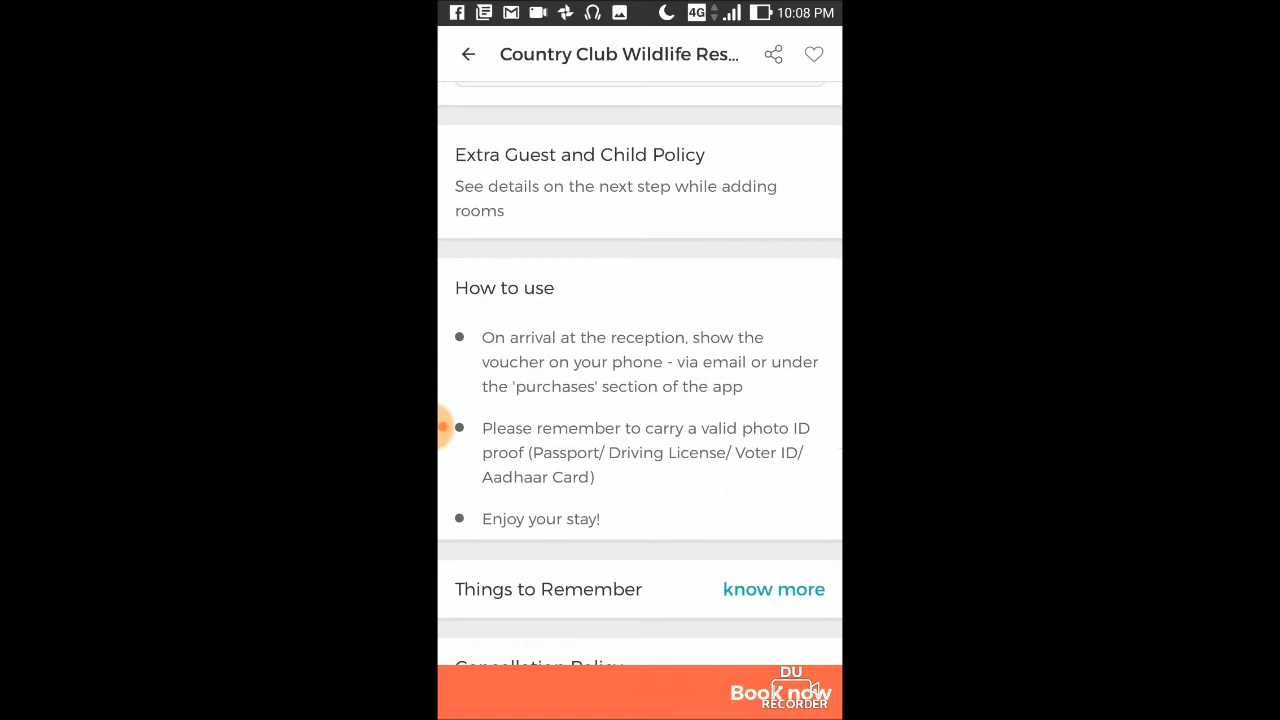 4G 10:08 PM
Country Club Wildlife Res...
Extra Guest and Child Policy
See details on the next step while adding
rooms
How to use
On arrival at the reception, show the
voucher on your phone - via email or under
the 'purchases' section of the app
Please remember to carry a valid photo ID
proof (Passport/ Driving License/ Voter ID/
Aadhaar Card)
Enjoy your stay!
Things to Remember know more
Cancellation Policy
Book now
DU
RECORDER